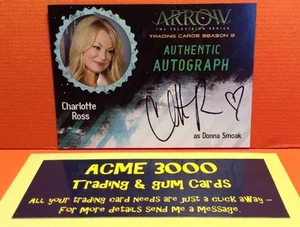 ARROW
THE TELEVISION SERIES
TRADING CARDS SEASON 3
AUTHENTIC
AUTOGRAPH
Charlotte
Ross
as Donna Smoak
ACME 3000
Trading & Gum Cards
All your trading card needs are just a click away –
For more details send me a message.